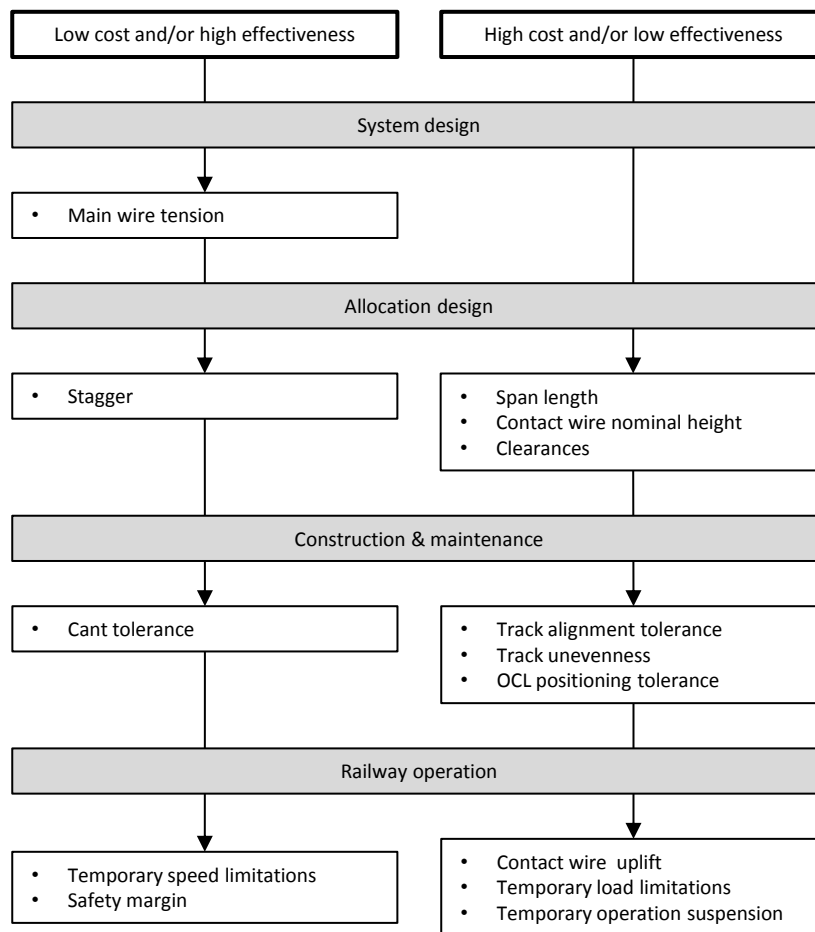 Low cost and/or high effectiveness
High cost and/or low effectiveness
System design
• Main wire tension
Allocation design
• Stagger
• Span length
• Contact wire nominal height
• Clearances
Construction & maintenance
• Cant tolerance
• Track alignment tolerance
• Track unevenness
• OCL positioning tolerance
Railway operation
• Temporary speed limitations
• Safety margin
• Contact wire uplift
• Temporary load limitations
• Temporary operation suspension